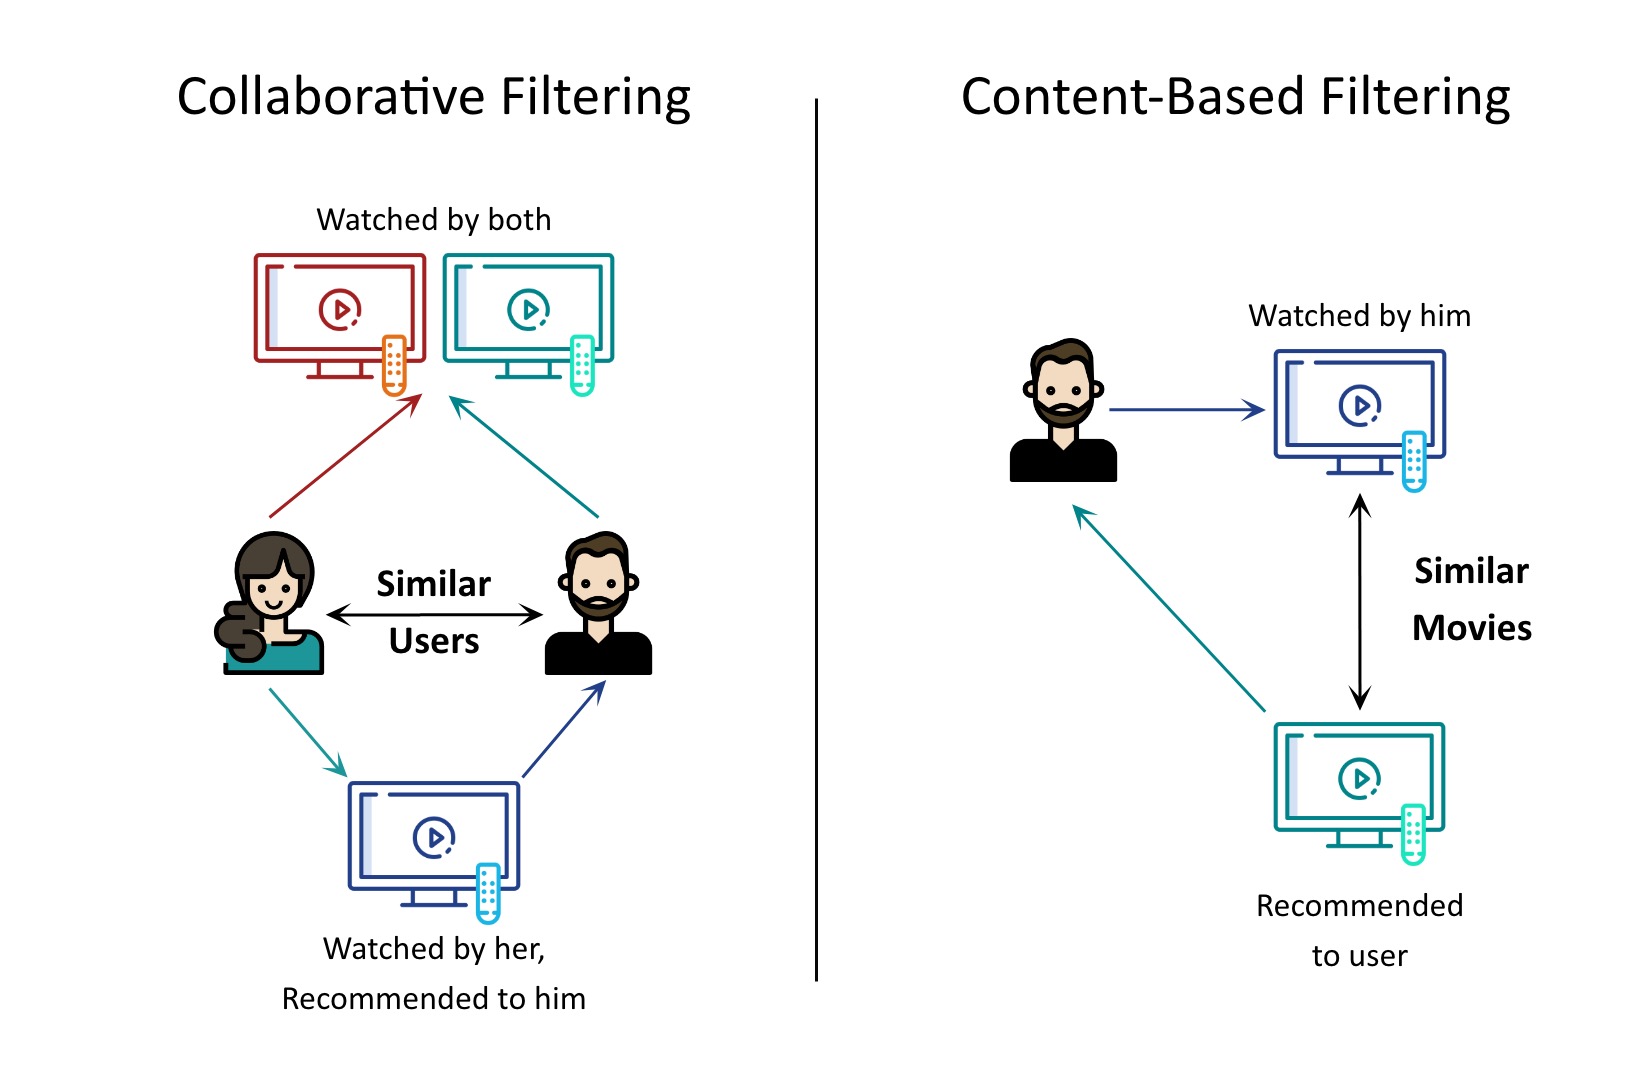 Collaborative Filtering
Watched by both
Similar
Users
Watched by her,
Recommended to him
Content-Based Filtering
Watched by him
Similar
Movies
Recommended
to user